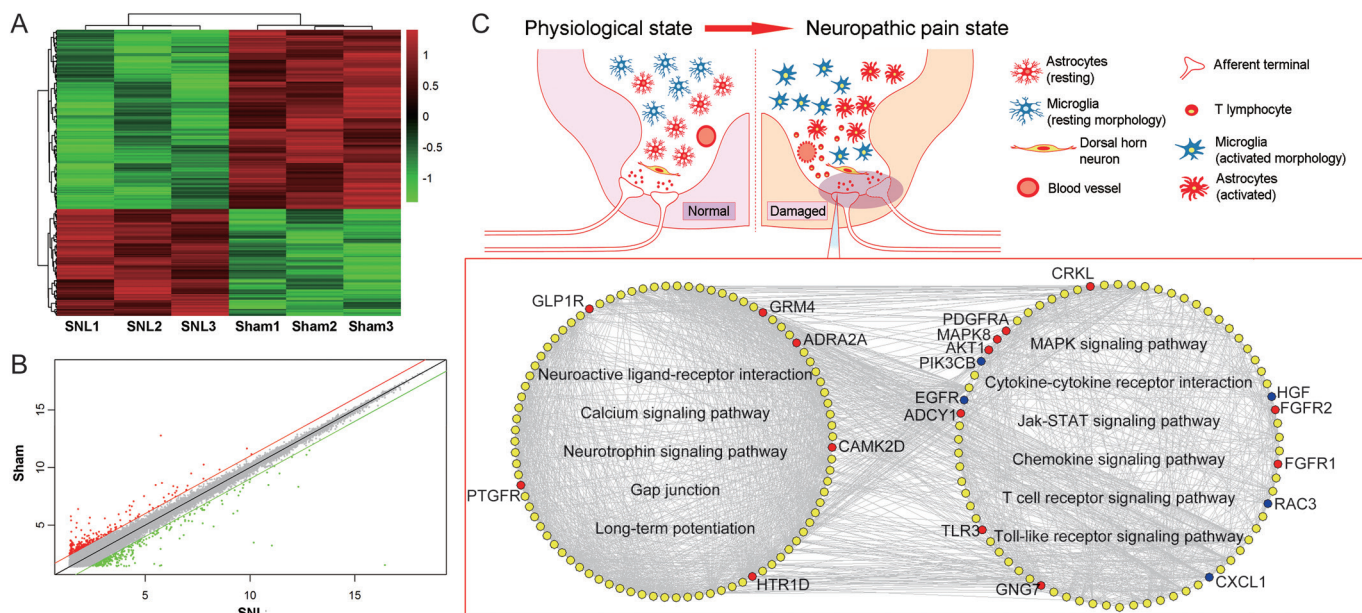 A
1
0.5
0
-0.5
-1
SNL1 SNL2 SNL3 Sham1 Sham2 Sham3
B
Sham
15
10
5
5 10 15
SNL
C
Physiological state
Neuropathic pain state
Normal
Damaged
Astrocytes
(resting)
Microglia
(resting morphology)
Dorsal horn
neuron
Blood vessel
Afferent terminal
T lymphocyte
Microglia
(activated morphology)
Astrocytes
(activated)
GLP1R
GRM4
ADRA2A
Neuroactive ligand-receptor interaction
Calcium signaling pathway
Neurotrophin signaling pathway
CAMK2D
Gap junction
PTGFR
Long-term potentiation
HTR1D
CRKL
PDGFRA
MAPK8
AKT1
PIK3CB
EGFR
ADCY1
MAPK signaling pathway
Cytokine-cytokine receptor interaction
HGF
FGFR2
Jak-STAT signaling pathway
Chemokine signaling pathway
FGFR1
T cell receptor signaling pathway
RAC3
TLR3
Toll-like receptor signaling pathway
GNG7
CXCL1